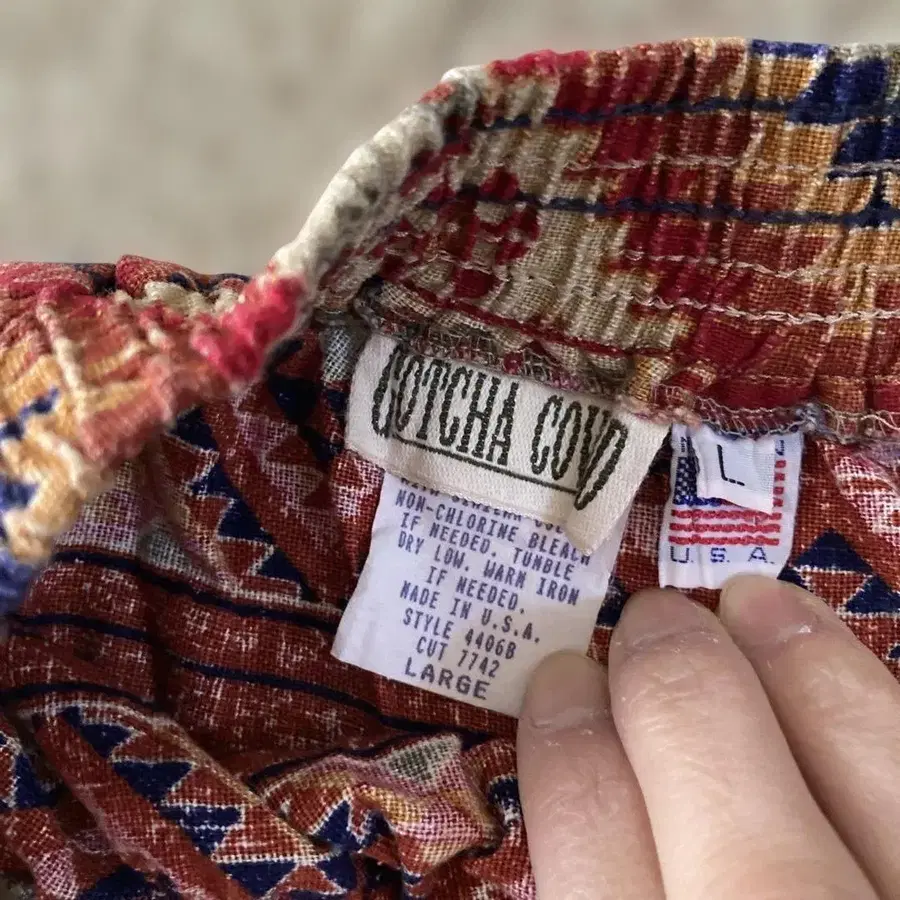 GOTCHA COVD
NON-CHLORINE BLEACH
IF NEEDED. TUMBLE
DRY LOW. WARM IRON
IF NEEDED.
MADE IN U.S.A.
STYLE 4406B
CUT 7742
LARGE
L
U.S.A.